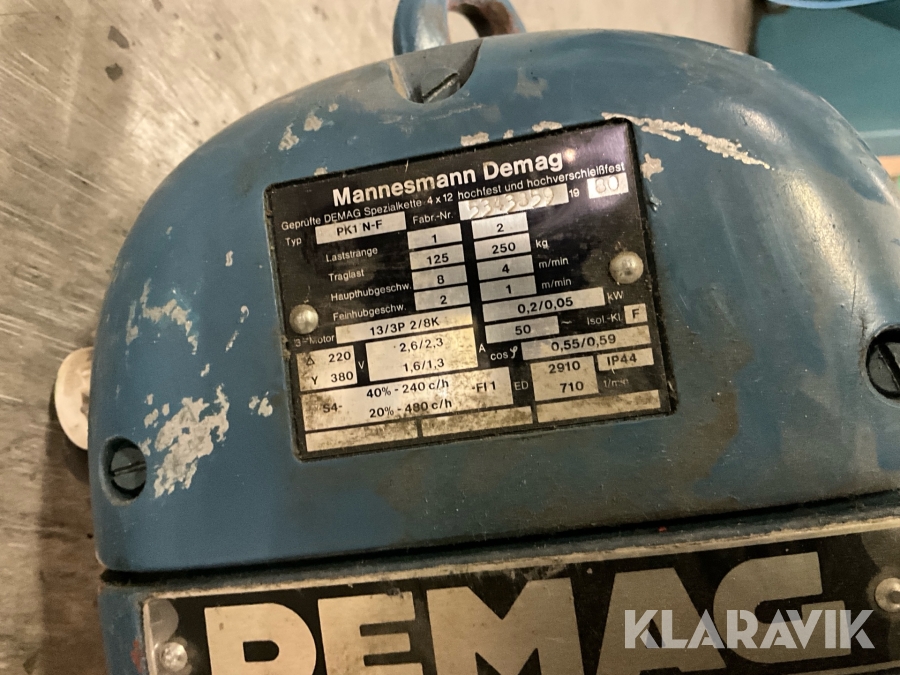 Mannesmann Demag
Geprüfte DEMAG Spezialkette 4 x 12 hochfest und hochverschleißfest
Typ PK1 N-F Fabr.-Nr. 19 80
Laststränge 1 2
Traglast 125 250 kg
Haupthubgeschw. 8 4 m/min
Feinhubgeschw. 2 1 m/min
3~Motor 13/3P 2/8K 0,2/0,05 kW
50 ~ Isol.-Kl. F
△ 220 V 2,6/2,3 A cos φ 0,55/0,59
Y 380 1,6/1,3 2910 IP44
S4- 40% - 240 c/h -FI 1 ED 710 1/min
20% - 480 c/h
DEMAG
KLARAVIK